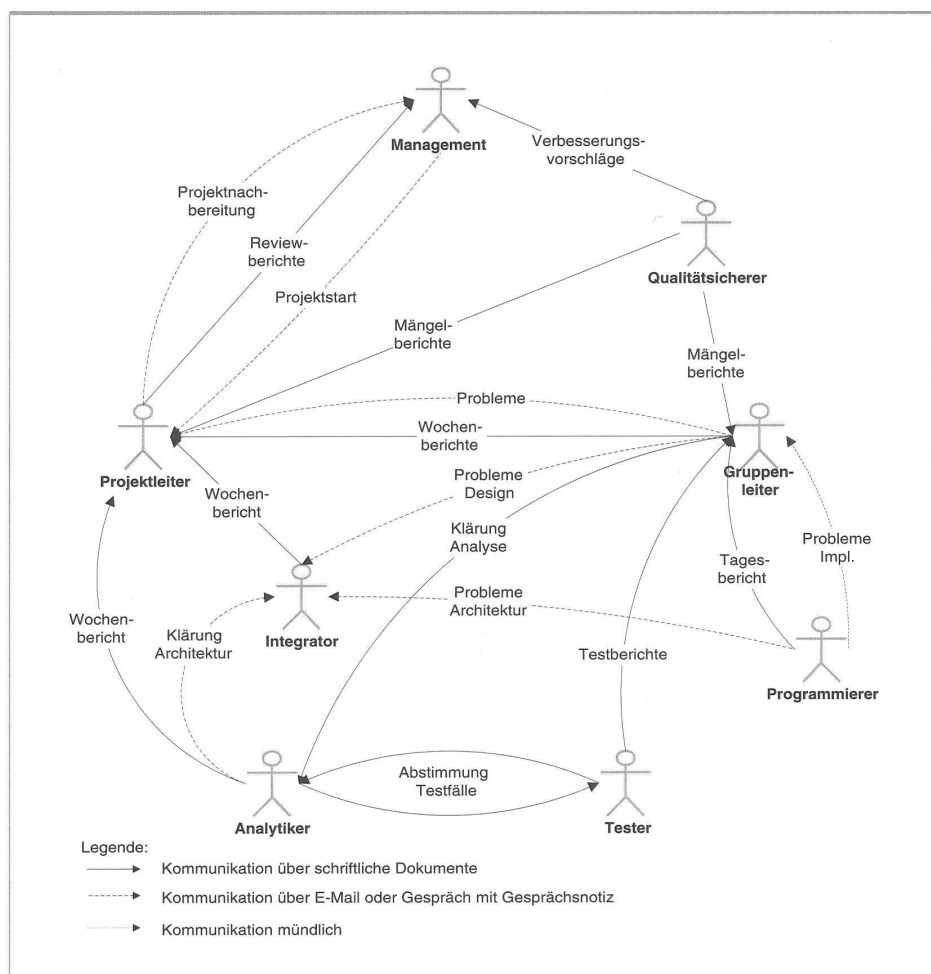 Management
Verbesserungs-
vorschläge
Projektnach-
bereitung
Review-
berichte
Qualitätsicherer
Projektstart
Mängel-
berichte
Mängel-
berichte
Probleme
Wochen-
berichte
Projektleiter
Gruppen-
leiter
Wochen-
bericht
Probleme
Design
Klärung
Analyse
Probleme
Impl.
Tages-
bericht
Probleme
Architektur
Wochen-
bericht
Klärung
Architektur
Integrator
Testberichte
Programmierer
Abstimmung
Testfälle
Analytiker
Tester
Legende:
Kommunikation über schriftliche Dokumente
Kommunikation über E-Mail oder Gespräch mit Gesprächsnotiz
Kommunikation mündlich